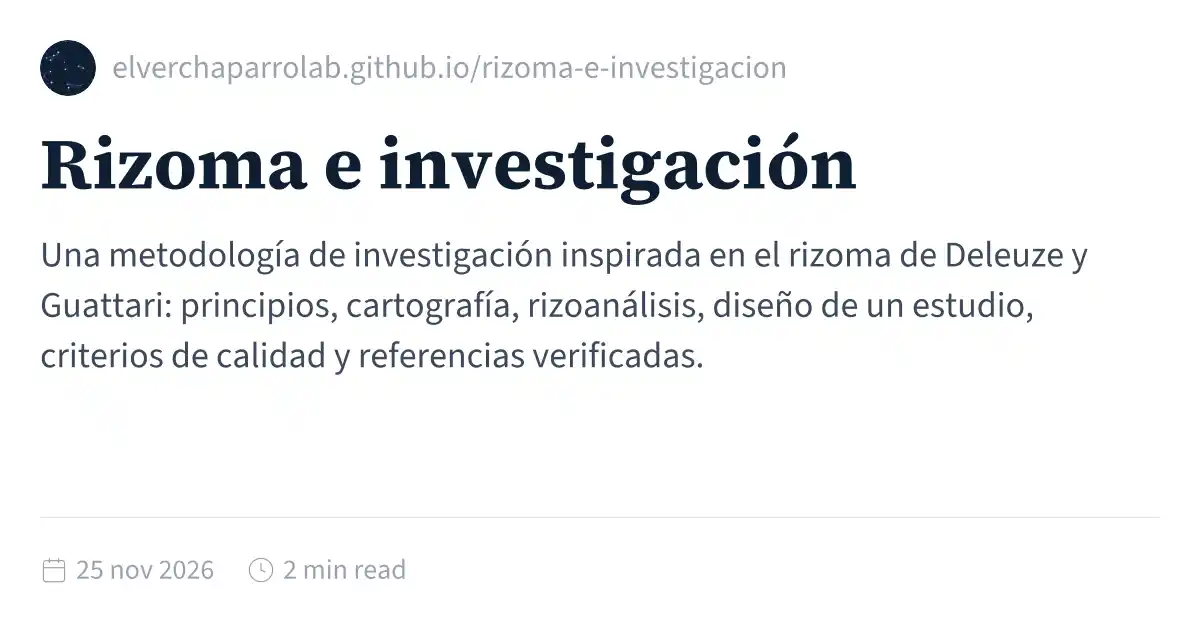 elverchaparrolab.github.io/rizoma-e-investigacion
Rizoma e investigación
Una metodología de investigación inspirada en el rizoma de Deleuze y
Guattari: principios, cartografía, rizoanálisis, diseño de un estudio,
criterios de calidad y referencias verificadas.
25 nov 2026
2 min read